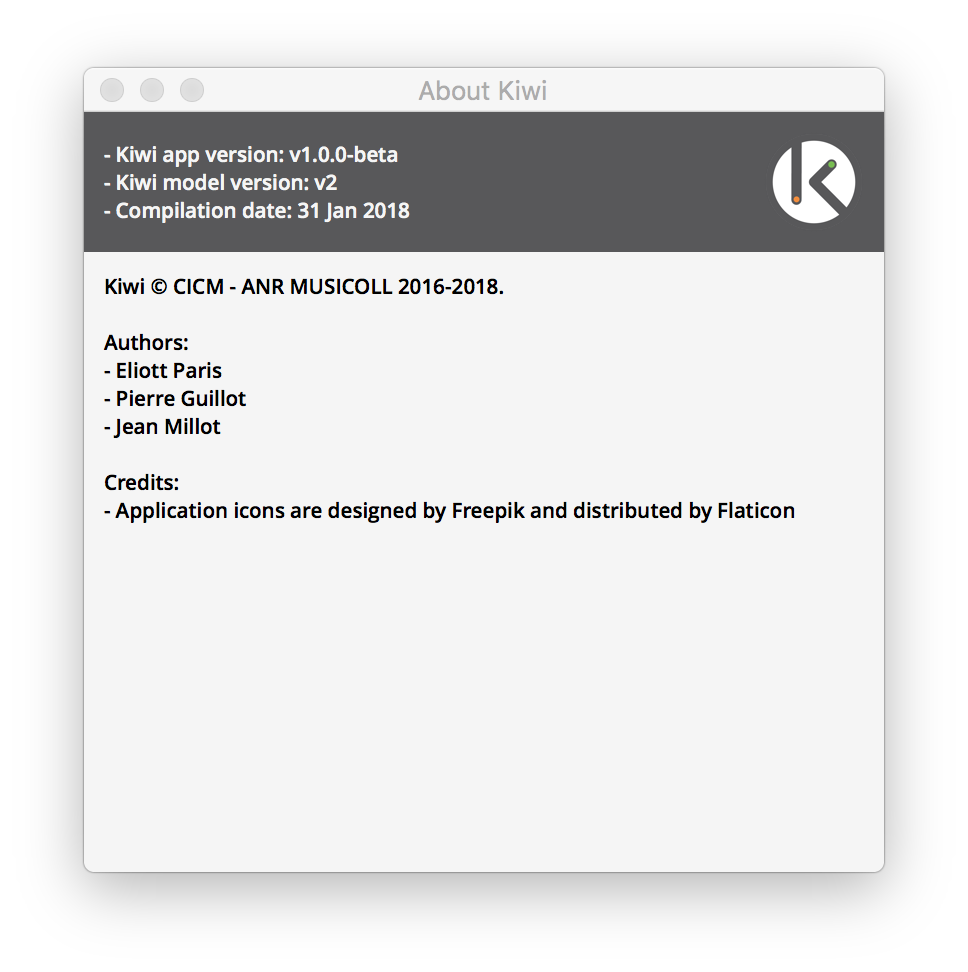 About Kiwi
- Kiwi app version: v1.0.0-beta
- Kiwi model version: v2
- Compilation date: 31 Jan 2018
Kiwi © CICM - ANR MUSICOLL 2016-2018.
Authors:
- Eliott Paris
- Pierre Guillot
- Jean Millot
Credits:
- Application icons are designed by Freepik and distributed by Flaticon